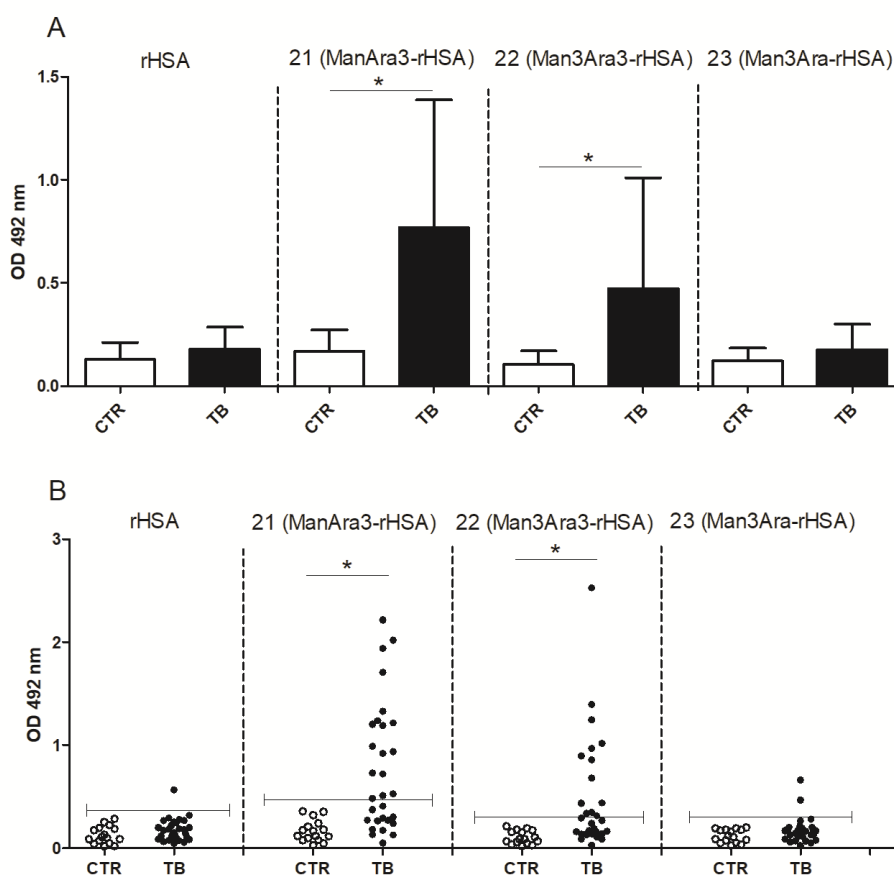 A
rHSA 21 (ManAra3-rHSA) 22 (Man3Ara3-rHSA) 23 (Man3Ara-rHSA)
1.5
* *
1.0
OD 492 nm
0.5
0.0
CTR TB CTR TB CTR TB CTR TB
B
rHSA 21 (ManAra3-rHSA) 22 (Man3Ara3-rHSA) 23 (Man3Ara-rHSA)
3
* *
2
OD 492 nm
1
0
CTR TB CTR TB CTR TB CTR TB